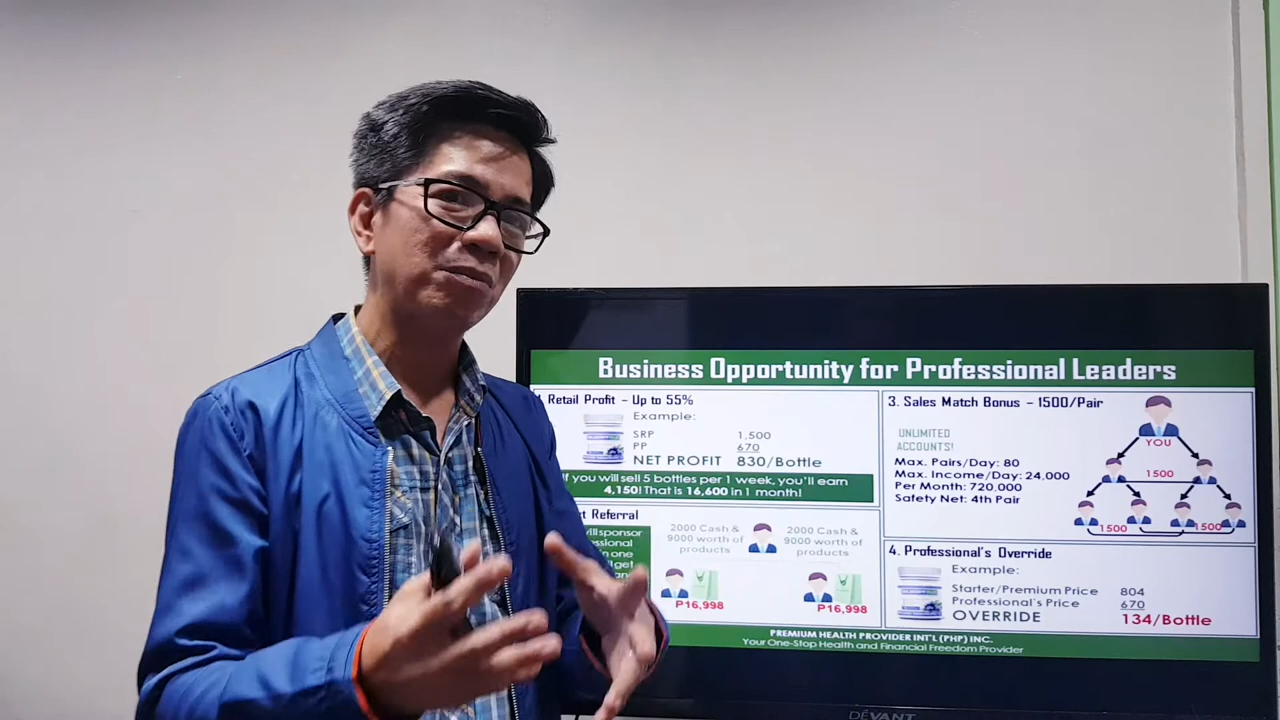 Business Opportunity for Professional Leaders
Retail Profit – Up to 55%
Example:
SRP 1,500
PP 670
NET PROFIT 830/Bottle
If you will sell 5 bottles per 1 week, you'll earn
4,150! That is 16,600 in 1 month!
Referral
sponsor
in one
get
2000 Cash &
9000 worth of
products
2000 Cash &
9000 worth of
products
P16,998
P16,998
3. Sales Match Bonus – 1500/Pair
UNLIMITED
ACCOUNTS!
Max. Pairs/Day: 80
Max. Income/Day: 24,000
Per Month: 720,000
Safety Net: 4th Pair
YOU
1500
1500
1500
4. Professional's Override
Example:
Starter/Premium Price 804
Professional's Price 670
OVERRIDE 134/Bottle
PREMIUM HEALTH PROVIDER INT'L (PHP) INC.
Your One-Stop Health and Financial Freedom Provider
DEVANT